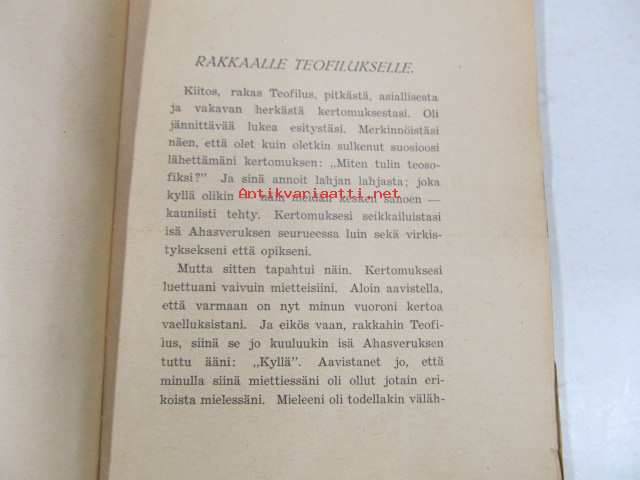 RAKKAALLE TEOFILUKSELLE.
Kiitos, rakas Teofilus, pitkästä, asiallisesta
ja vakavan herkästä kertomuksestasi. Oli
jännittävää lukea esitystäsi. Merkinnöistäsi
näen, että olet kuin oletkin sulkenut suosioosi
lähettämäni kertomuksen: „Miten tulin teoso-
fiksi?” Ja sinä annoit lahjan lahjasta; joka
kyllä olikin — näin meidän kesken sanoen —
Antikvariaatti.net
kauniisti tehty. Kertomuksesi seikkailuistasi
isä Ahasveruksen seurueessa luin sekä virkis-
tyksekseni että opikseni.
Mutta sitten tapahtui näin. Kertomuksesi
luettuani vaivuin mietteisiini. Aloin aavistella,
että varmaan on nyt minun vuoroni kertoa
vaelluksistani. Ja eikös vaan, rakkahin Teofi-
lus, siinä se jo kuuluukin isä Ahasveruksen
tuttu ääni: „Kyllä”. Aavistanet jo, että
minulla siinä miettiessäni oli ollut jotain eri-
koista mielessäni. Mieleeni oli todellakin väläh-